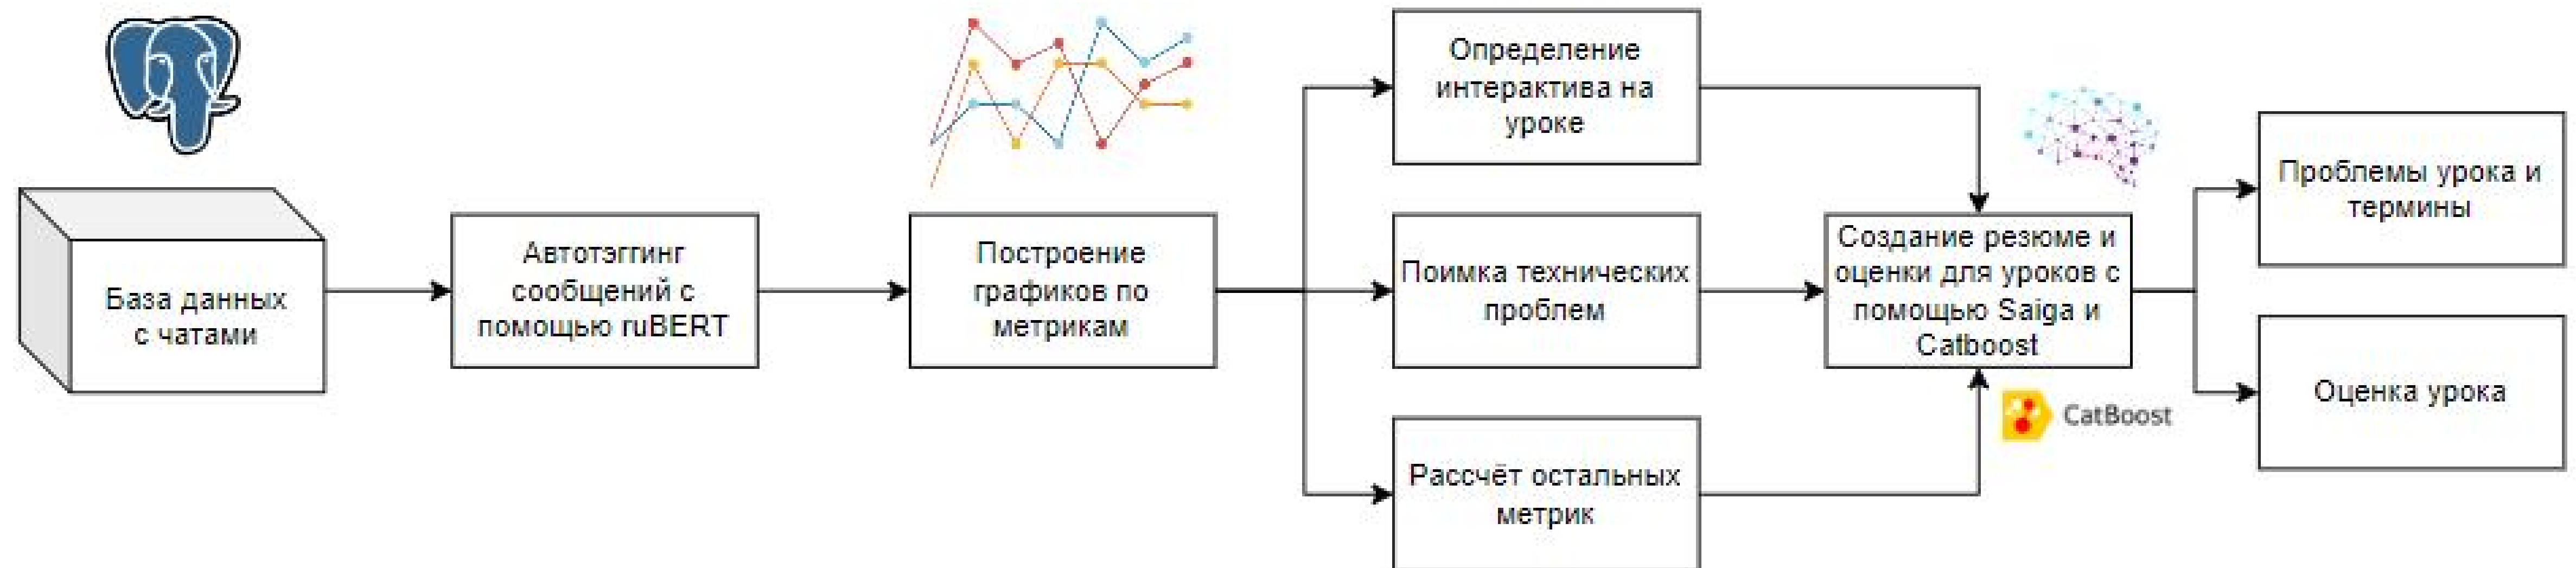 База данных
с чатами
Автотэггинг
сообщений с
помощью ruBERT
Построение
графиков по
метрикам
Определение
интерактива на
уроке
Поимка технических
проблем
Рассчёт остальных
метрик
Создание резюме и
оценки для уроков с
помощью Saiga и
Catboost
CatBoost
Проблемы урока и
термины
Оценка урока